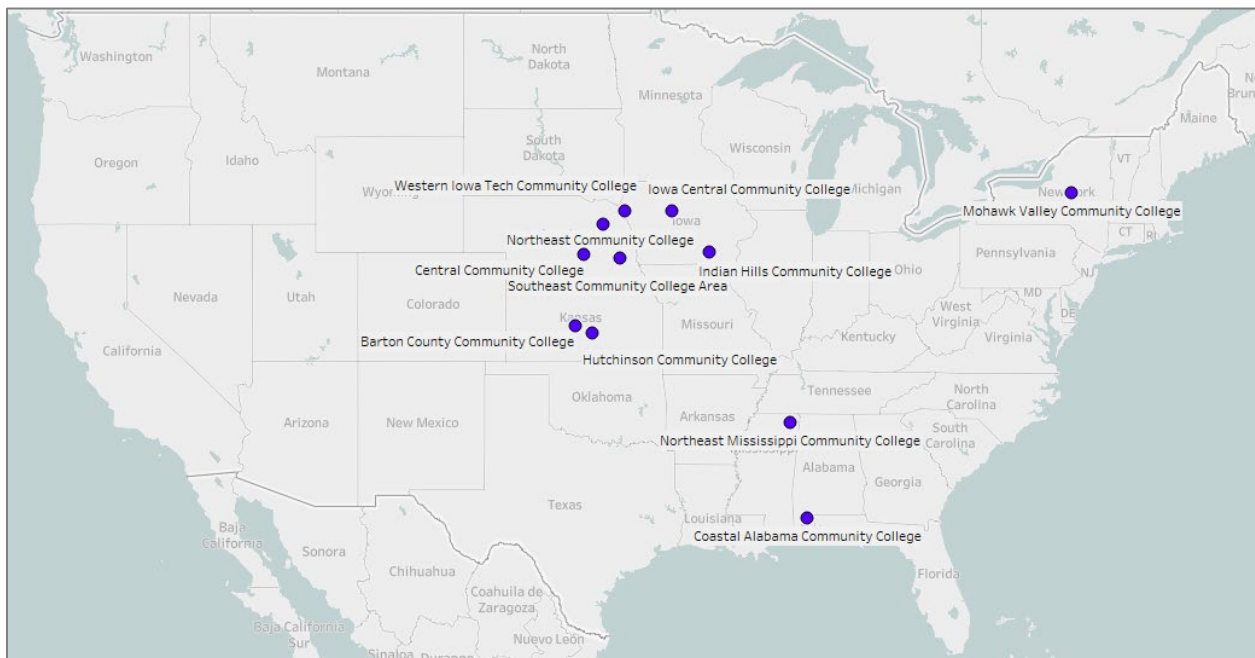 Washington
Montana
North
Dakota
Minnesota
Maine
Oregon
Idaho
South
Dakota
Wisconsin
VT
Western Iowa Tech Community College
Iowa Central Community College
Michigan
New York
Iowa
Mohawk Valley Community College
Northeast Community College
CT
RI
Central Community College
Indian Hills Community College
Pennsylvania
Ohio
NJ
Southeast Community College Area
Nevada
Utah
Colorado
MD
DE
West
Virginia
Kansas
Missouri
Kentucky
Virginia
California
Barton County Community College
Hutchinson Community College
Oklahoma
Tennessee
North
Carolina
Arizona
New Mexico
Arkansas
South
Carolina
Northeast Mississippi Community College
Alabama
Georgia
Texas
Louisiana
Coastal Alabama Community College
Baja
California
Sonora
Chihuahua
Florida
Coahuila de
Zaragoza
Baja California
Sur
Nuevo León
Sinaloa
Durango